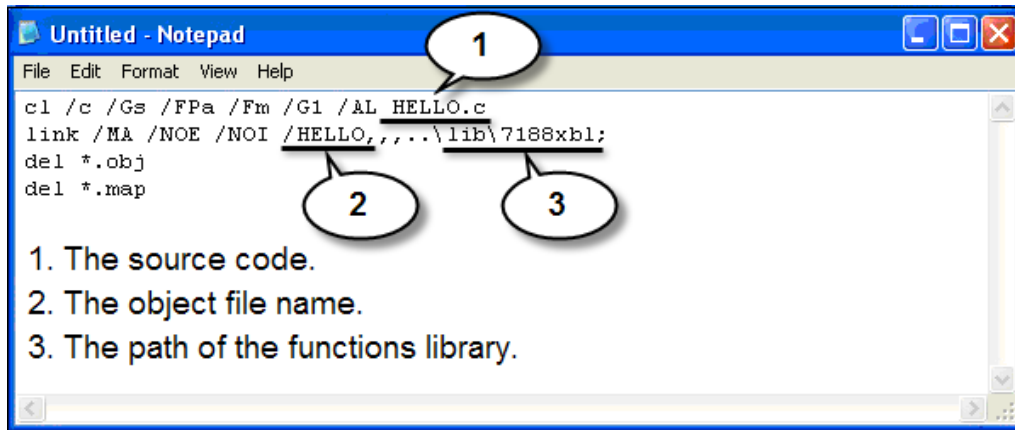 Untitled - Notepad
1
File Edit Format View Help
cl /c /Gs /FPa /Fm /G1 /AL HELLO.c
link /MA /NOE /NOI /HELLO,,,..\lib\7188xbl;
del *.obj
del *.map
2
3
1. The source code.
2. The object file name.
3. The path of the functions library.